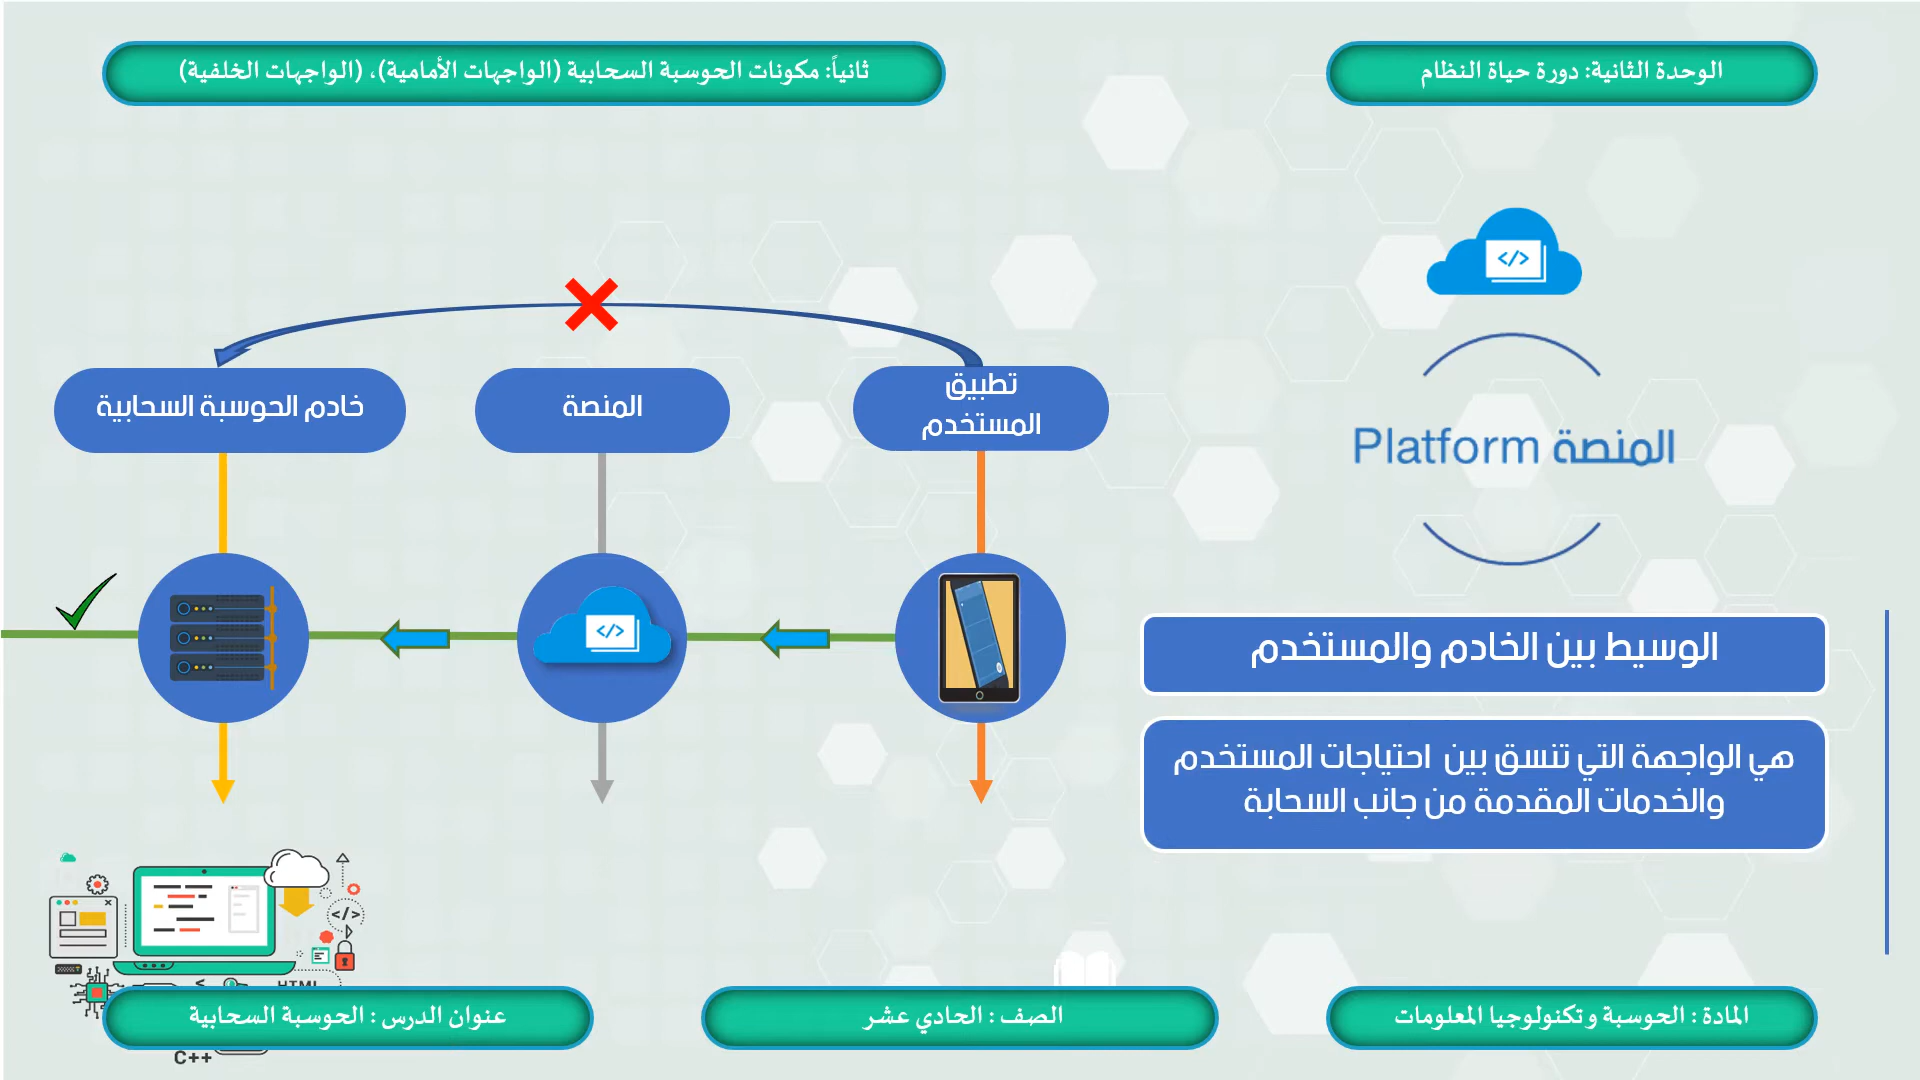 الوحدة الثانية: دورة حياة النظام
ثانياً: مكونات الحوسبة السحابية (الواجهات الأمامية)، (الواجهات الخلفية)
</>
المنصة Platform
الوسيط بين الخادم والمستخدم
هي الواجهة التي تنسق بين احتياجات المستخدم
والخدمات المقدمة من جانب السحابة
تطبيق
المستخدم
المنصة
خادم الحوسبة السحابية
</>
</>
HTML
C++
المادة : الحوسبة وتكنولوجيا المعلومات
الصف : الحادي عشر
عنوان الدرس : الحوسبة السحابية